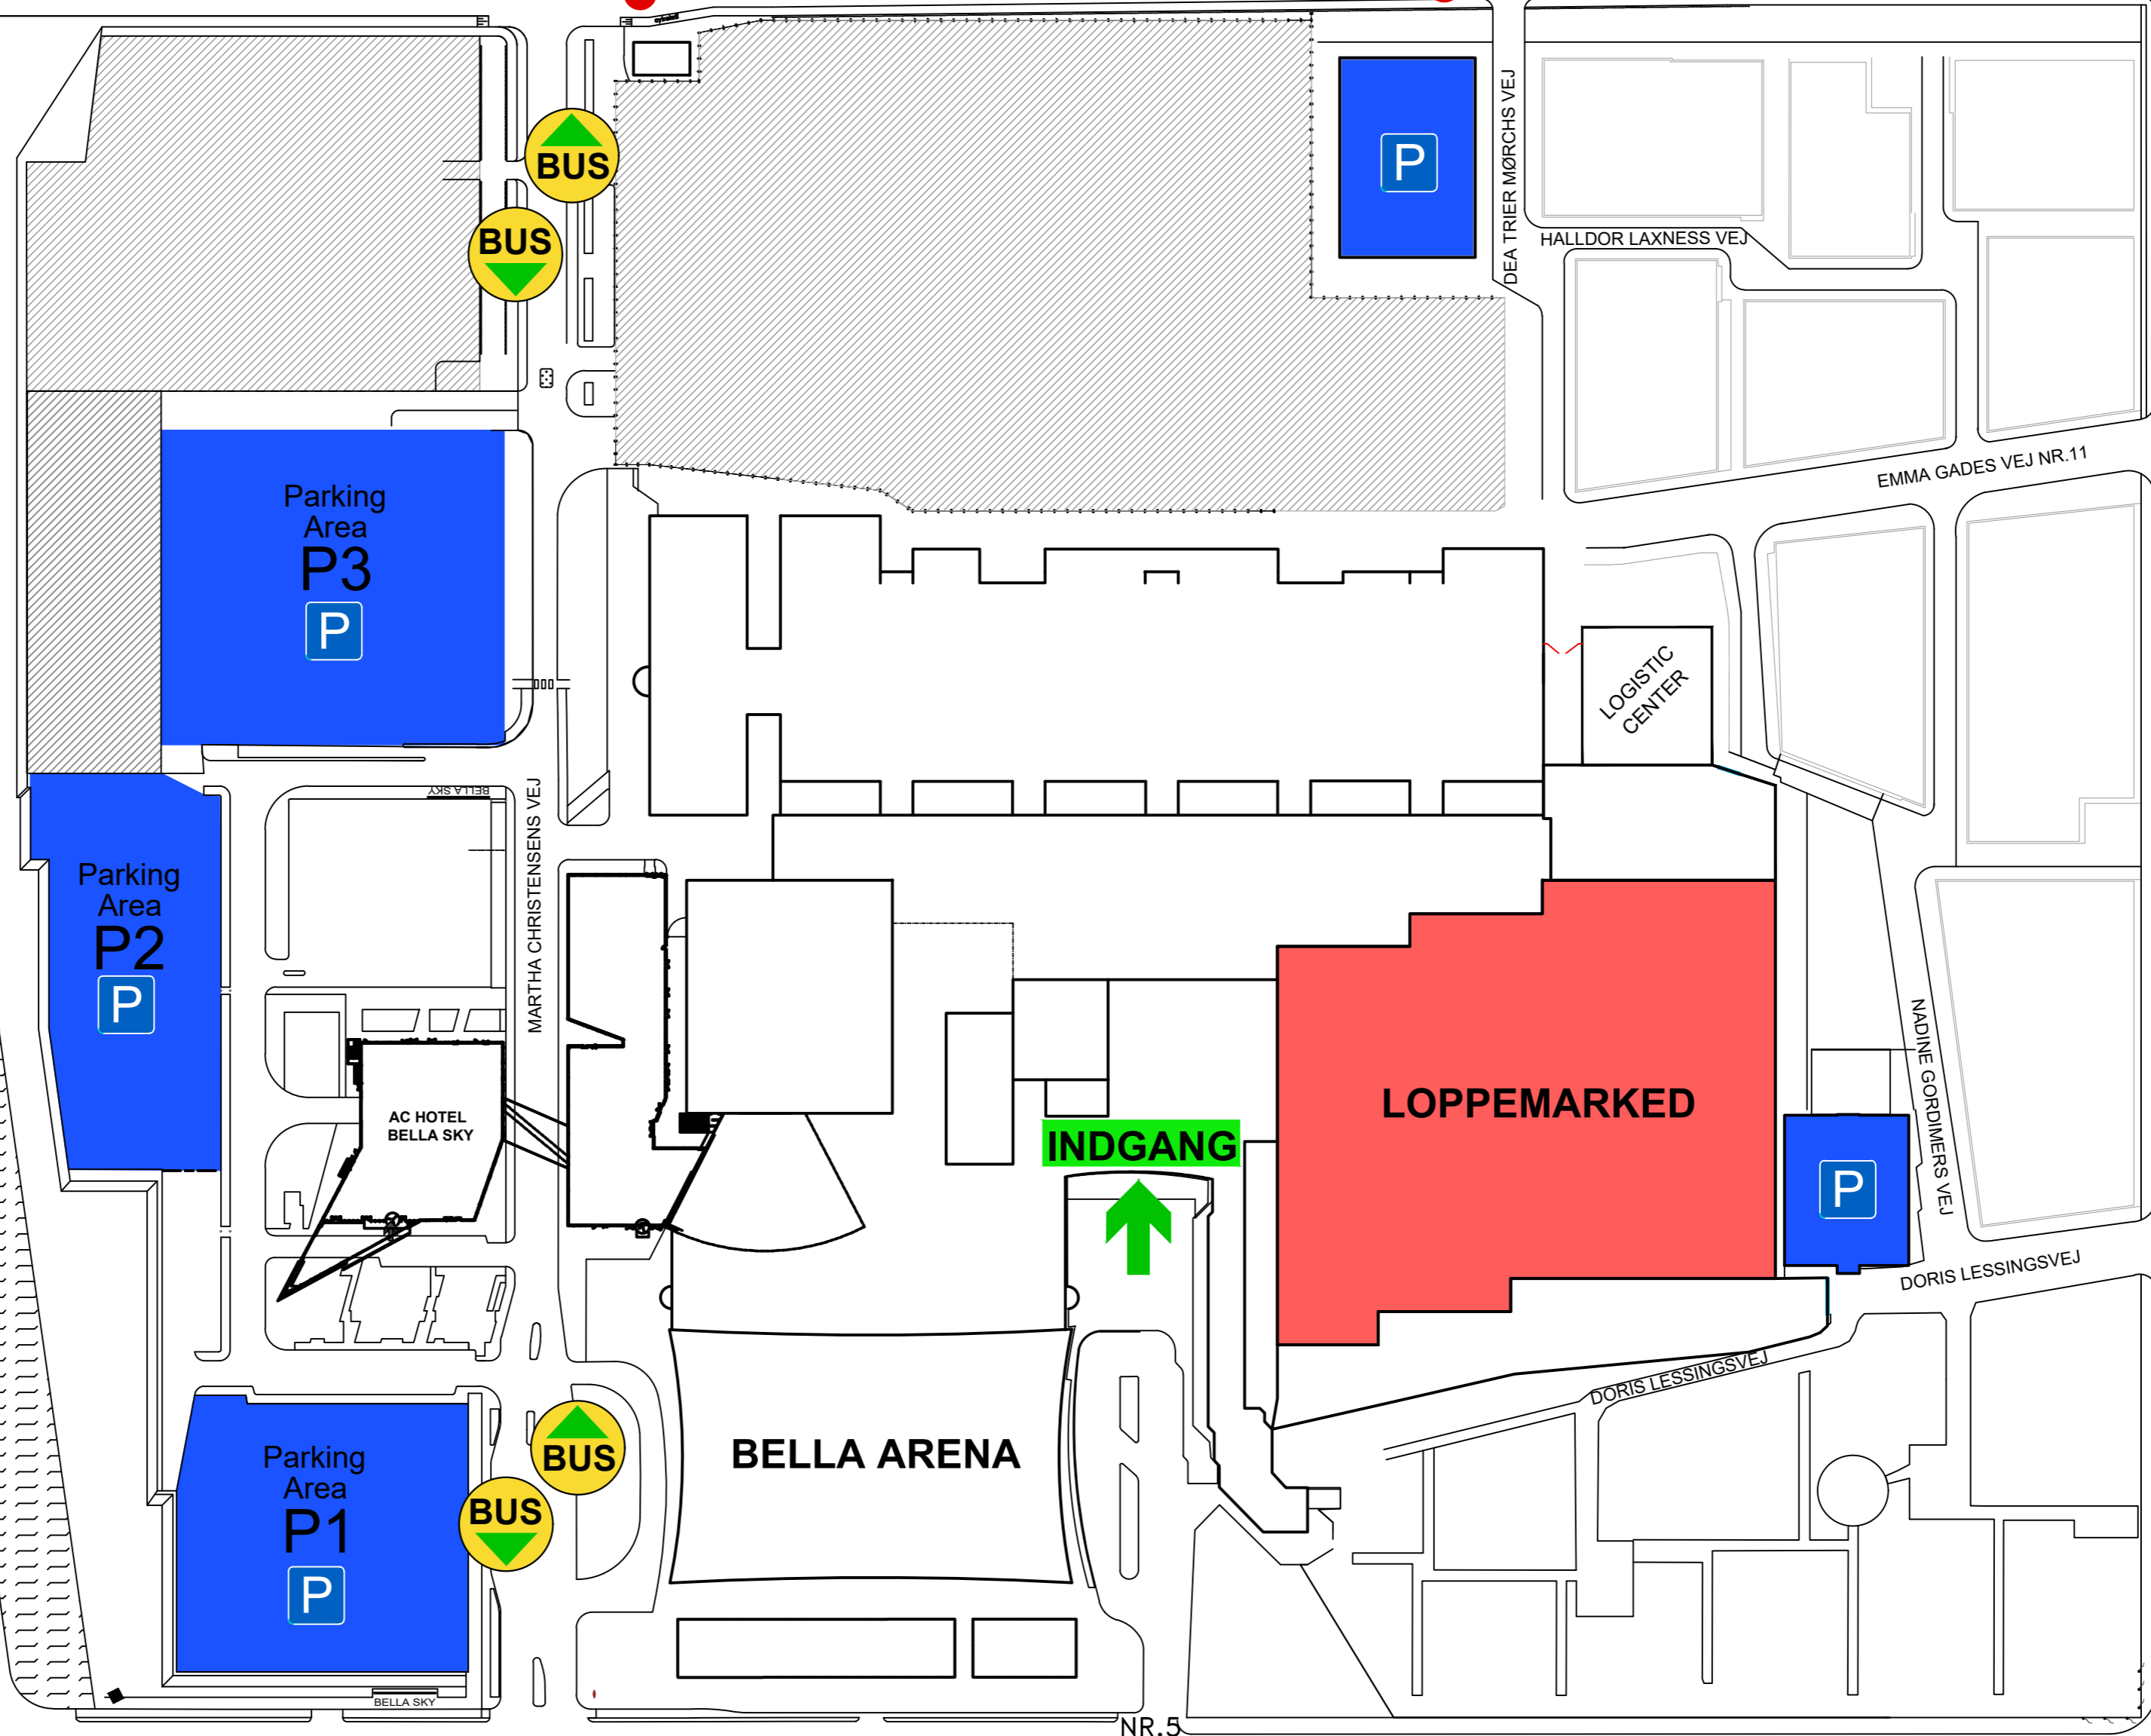 BUS
BUS
P
DEA TRIER MØRCHS VEJ
HALLDOR LAXNESS VEJ
EMMA GADES VEJ NR.11
Parking
Area
P3
P
LOGISTIC
CENTER
BELLA SKY
MARTHA CHRISTENSENS VEJ
Parking
Area
P2
P
AC HOTEL
BELLA SKY
LOPPEMARKED
INDGANG
NADINE GORDIMERS VEJ
P
DORIS LESSINGSVEJ
DORIS LESSINGSVEJ
BUS
BUS
BELLA ARENA
Parking
Area
P1
P
BELLA SKY
NR.5